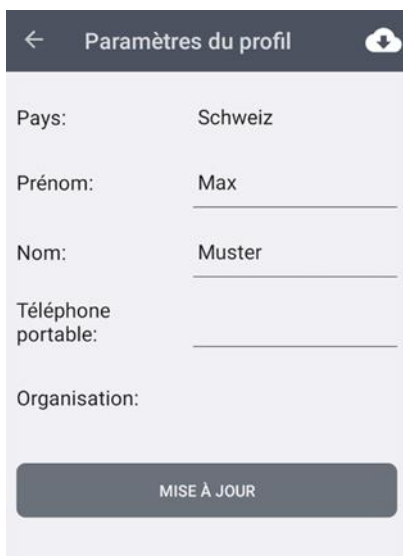 Paramètres du profil
Pays: Schweiz
Prénom: Max
Nom: Muster
Téléphone
portable:
Organisation:
MISE À JOUR